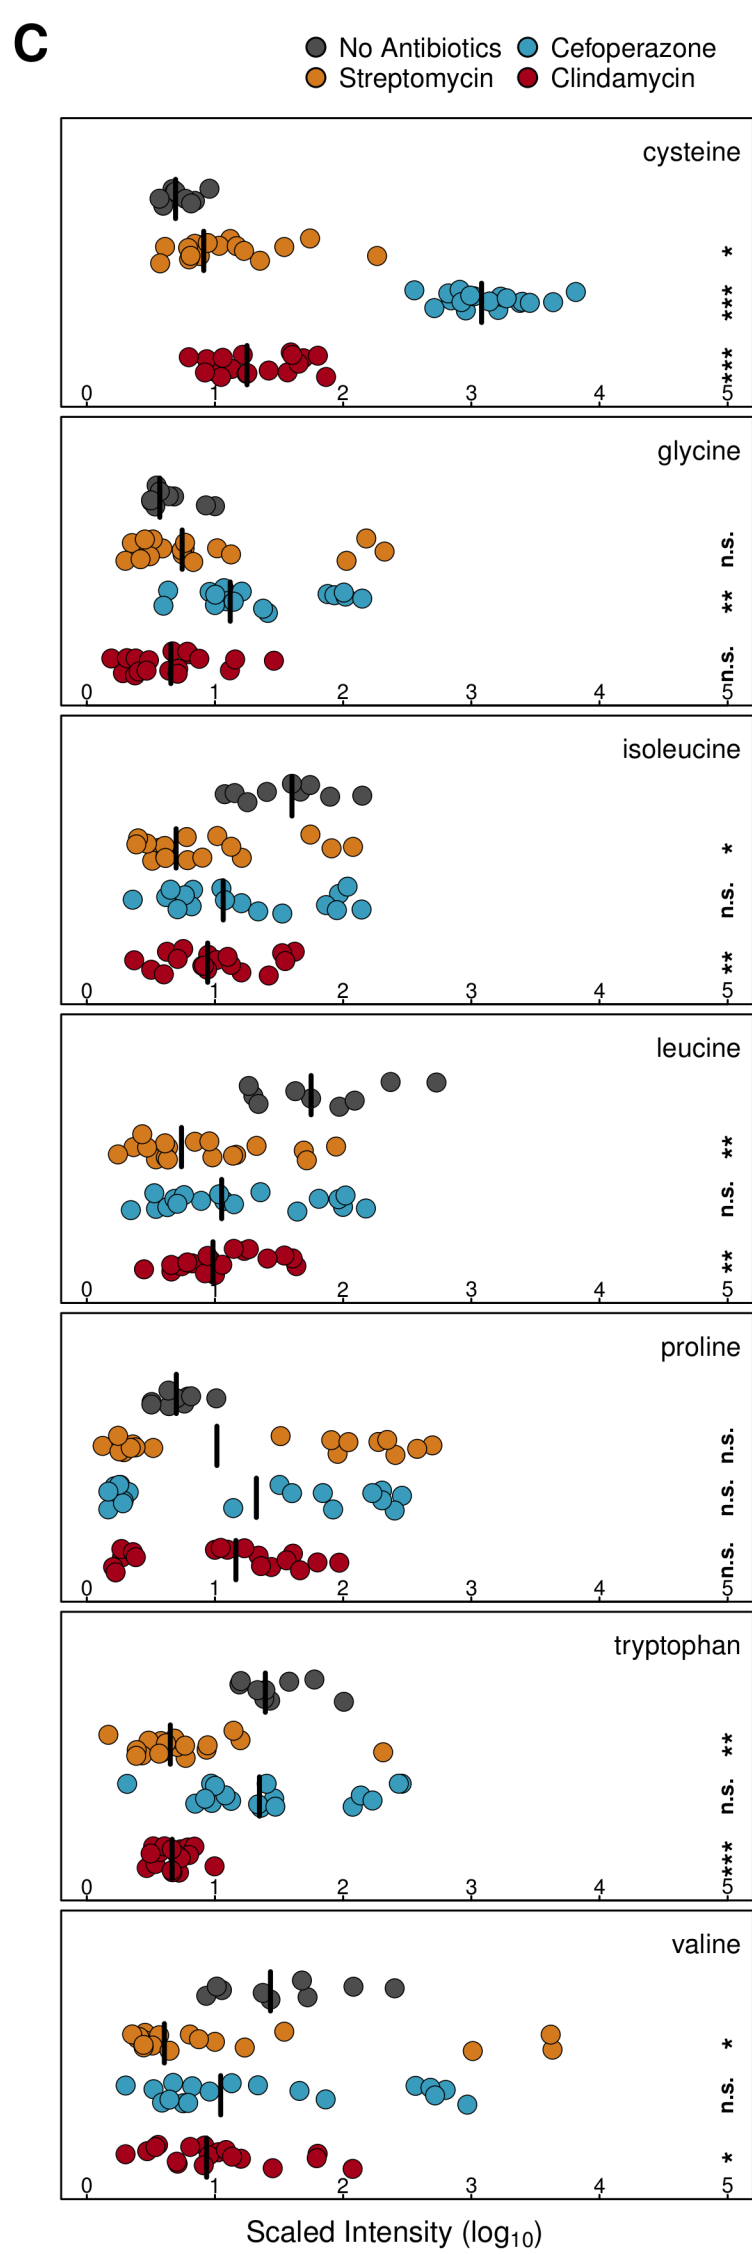 C
No Antibiotics Cefoperazone
Streptomycin Clindamycin
cysteine
*
***
***
0 1 2 3 4 5
glycine
n.s.
**
n.s.
0 1 2 3 4 5
isoleucine
*
n.s.
**
0 1 2 3 4 5
leucine
**
n.s.
**
0 1 2 3 4 5
proline
n.s.
n.s.
n.s.
0 1 2 3 4 5
tryptophan
**
n.s.
***
0 1 2 3 4 5
valine
*
n.s.
*
0 1 2 3 4 5
Scaled Intensity (log10)